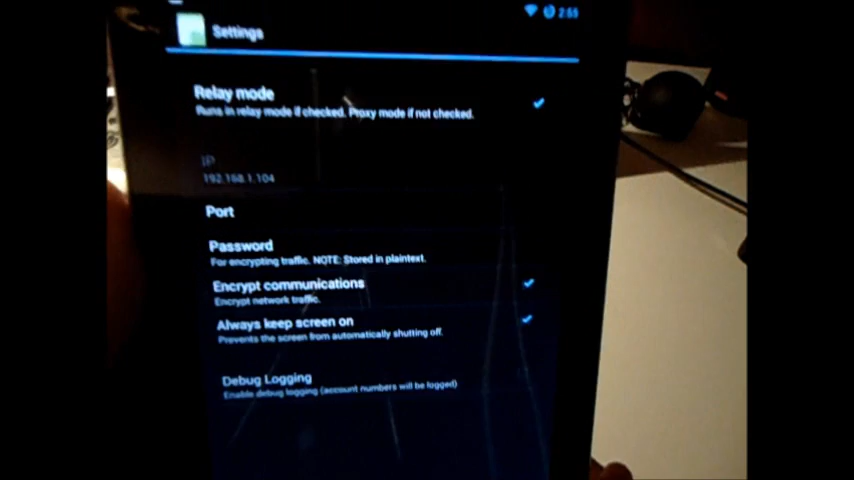 2:55
Settings
Relay mode
Runs in relay mode if checked. Proxy mode if not checked.
IP
192.168.1.104
Port
Password
For encrypting traffic. NOTE: Stored in plaintext.
Encrypt communications
Encrypt network traffic.
Always keep screen on
Prevents the screen from automatically shutting off.
Debug Logging
Enable debug logging (account numbers will be logged)